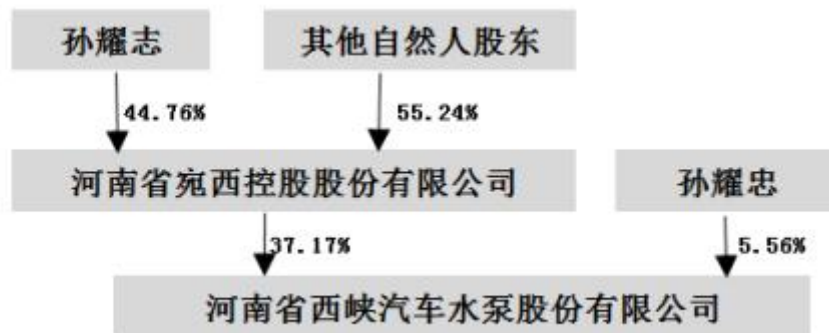 孙耀志
其他自然人股东
44.76%
55.24%
河南省宛西控股股份有限公司
孙耀忠
37.17%
5.56%
河南省西峡汽车水泵股份有限公司